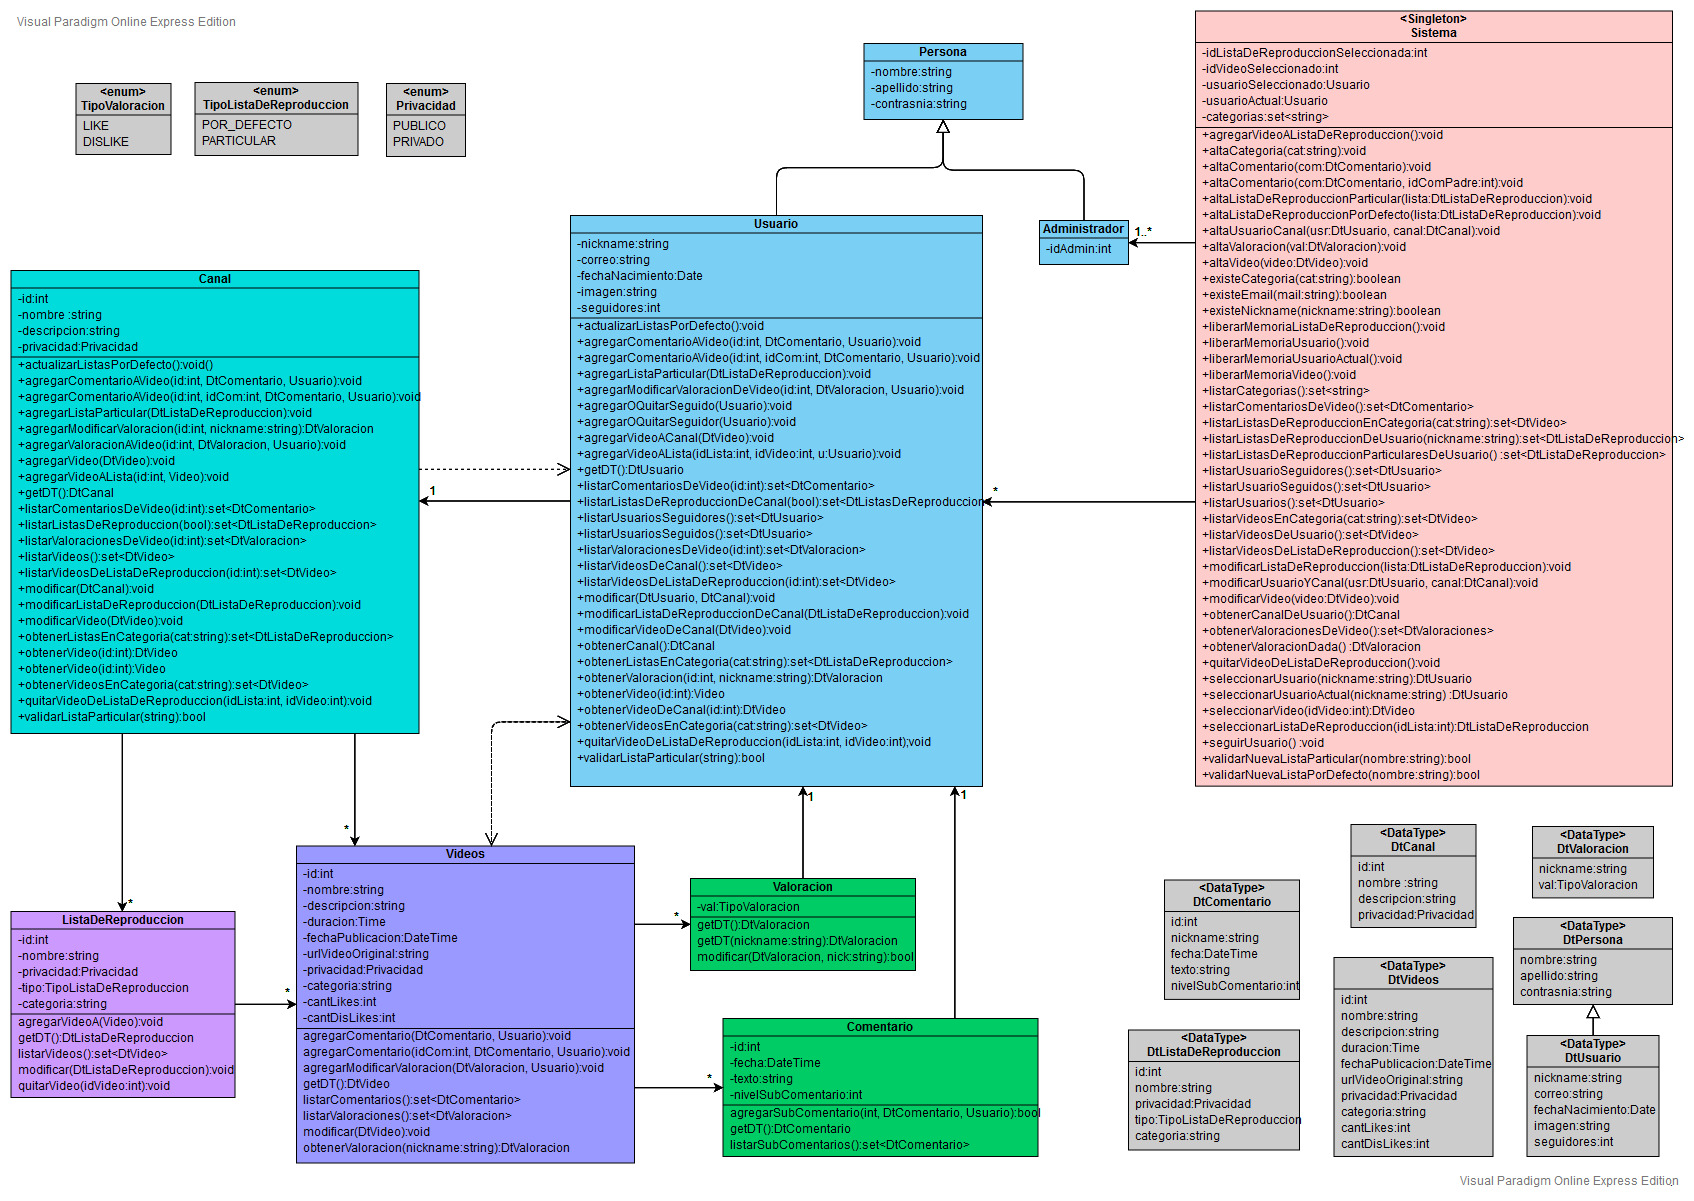 Visual Paradigm Online Express Edition
<enum>
TipoValoracion
LIKE
DISLIKE
<enum>
TipoListaDeReproduccion
POR_DEFECTO
PARTICULAR
<enum>
Privacidad
PUBLICO
PRIVADO
Persona
-nombre:string
-apellido:string
-contrasnia:string
<Singleton>
Sistema
-idListaDeReproduccionSeleccionada:int
-idVideoSeleccionado:int
-usuarioSeleccionado:Usuario
-usuarioActual:Usuario
-categorias:set<string>
+agregarVideoAListaDeReproduccion():void
+altaCategoria(cat:string):void
+altaComentario(com:DtComentario):void
+altaComentario(com:DtComentario, idComPadre:int):void
+altaListaDeReproduccionParticular(lista:DtListaDeReproduccion):void
+altaListaDeReproduccionPorDefecto(lista:DtListaDeReproduccion):void
+altaUsuarioCanal(usr:DtUsuario, canal:DtCanal):void
+altaValoracion(val:DtValoracion):void
+altaVideo(video:DtVideo):void
+existeCategoria(cat:string):boolean
+existeEmail(mail:string):boolean
+existeNickname(nickname:string):boolean
+liberarMemoriaListaDeReproduccion():void
+liberarMemoriaUsuario():void
+liberarMemoriaUsuarioActual():void
+liberarMemoriaVideo():void
+listarCategorias():set<string>
+listarComentariosDeVideo():set<DtComentario>
+listarListasDeReproduccionEnCategoria(cat:string):set<DtVideo>
+listarListasDeReproduccionDeUsuario(nickname:string):set<DtListaDeReproduccion>
+listarListasDeReproduccionParticularesDeUsuario() :set<DtListaDeReproduccion>
+listarUsuarioSeguidores():set<DtUsuario>
+listarUsuarioSeguidos():set<DtUsuario>
+listarUsuarios():set<DtUsuario>
+listarVideosEnCategoria(cat:string):set<DtVideo>
+listarVideosDeUsuario():set<DtVideo>
+listarVideosDeListaDeReproduccion():set<DtVideo>
+modificarListaDeReproduccion(lista:DtListaDeReproduccion):void
+modificarUsuarioYCanal(usr:DtUsuario, canal:DtCanal):void
+modificarVideo(video:DtVideo):void
+obtenerCanalDeUsuario():DtCanal
+obtenerValoracionesDeVideo():set<DtValoraciones>
+obtenerValoracionDada() :DtValoracion
+quitarVideoDeListaDeReproduccion():void
+seleccionarUsuario(nickname:string):DtUsuario
+seleccionarUsuarioActual(nickname:string) :DtUsuario
+seleccionarVideo(idVideo:int):DtVideo
+seleccionarListaDeReproduccion(idLista:int):DtListaDeReproduccion
+seguirUsuario() :void
+validarNuevaListaParticular(nombre:string):bool
+validarNuevaListaPorDefecto(nombre:string):bool
Administrador
-idAdmin:int
1..*
Usuario
-nickname:string
-correo:string
-fechaNacimiento:Date
-imagen:string
-seguidores:int
+actualizarListasPorDefecto():void
+agregarComentarioAVideo(id:int, DtComentario, Usuario):void
+agregarComentarioAVideo(id:int, idCom:int, DtComentario, Usuario):void
+agregarListaParticular(DtListaDeReproduccion):void
+agregarModificarValoracionDeVideo(id:int, DtValoracion, Usuario):void
+agregarOQuitarSeguido(Usuario):void
+agregarOQuitarSeguidor(Usuario):void
+agregarVideoACanal(DtVideo):void
+agregarVideoALista(idLista:int, idVideo:int, u:Usuario):void
+getDT():DtUsuario
+listarComentariosDeVideo(id:int):set<DtComentario>
+listarListasDeReproduccionDeCanal(bool):set<DtListasDeReproduccion
+listarUsuariosSeguidores():set<DtUsuario>
+listarUsuariosSeguidos():set<DtUsuario>
+listarValoracionesDeVideo(id:int):set<DtValoracion>
+listarVideosDeCanal():set<DtVideo>
+listarVideosDeListaDeReproduccion(id:int):set<DtVideo>
+modificar(DtUsuario, DtCanal):void
+modificarListaDeReproduccionDeCanal(DtListaDeReproduccion):void
+modificarVideoDeCanal(DtVideo):void
+obtenerCanal():DtCanal
+obtenerListasEnCategoria(cat:string):set<DtListaDeReproduccion>
+obtenerValoracion(id:int, nickname:string):DtValoracion
+obtenerVideo(id:int):Video
+obtenerVideoDeCanal(id:int):DtVideo
+obtenerVideosEnCategoria(cat:string):set<DtVideo>
+quitarVideoDeListaDeReproduccion(idLista:int, idVideo:int);void
+validarListaParticular(string):bool
*
1
Canal
-id:int
-nombre :string
-descripcion:string
-privacidad:Privacidad
+actualizarListasPorDefecto():void()
+agregarComentarioAVideo(id:int, DtComentario, Usuario):void
+agregarComentarioAVideo(id:int, idCom:int, DtComentario, Usuario):void
+agregarListaParticular(DtListaDeReproduccion):void
+agregarModificarValoracion(id:int, nickname:string):DtValoracion
+agregarValoracionAVideo(id:int, DtValoracion, Usuario):void
+agregarVideo(DtVideo):void
+agregarVideoALista(id:int, Video):void
+getDT():DtCanal
+listarComentariosDeVideo(id:int):set<DtComentario>
+listarListasDeReproduccion(bool):set<DtListaDeReproduccion>
+listarValoracionesDeVideo(id:int):set<DtValoracion>
+listarVideos():set<DtVideo>
+listarVideosDeListaDeReproduccion(id:int):set<DtVideo>
+modificar(DtCanal):void
+modificarListaDeReproduccion(DtListaDeReproduccion):void
+modificarVideo(DtVideo):void
+obtenerListasEnCategoria(cat:string):set<DtListaDeReproduccion>
+obtenerVideo(id:int):DtVideo
+obtenerVideo(id:int):Video
+obtenerVideosEnCategoria(cat:string):set<DtVideo>
+quitarVideoDeListaDeReproduccion(idLista:int, idVideo:int):void
+validarListaParticular(string):bool
*
*
1
1
ListaDeReproduccion
-id:int
-nombre:string
-privacidad:Privacidad
-tipo:TipoListaDeReproduccion
-categoria:string
agregarVideoA(Video):void
getDT():DtListaDeReproduccion
listarVideos():set<DtVideo>
modificar(DtListaDeReproduccion):void
quitarVideo(idVideo:int):void
*
Videos
-id:int
-nombre:string
-descripcion:string
-duracion:Time
-fechaPublicacion:DateTime
-urlVideoOriginal:string
-privacidad:Privacidad
-categoria:string
-cantLikes:int
-cantDisLikes:int
agregarComentario(DtComentario, Usuario):void
agregarComentario(idCom:int, DtComentario, Usuario):void
agregarModificarValoracion(DtValoracion, Usuario):void
getDT():DtVideo
listarComentarios():set<DtComentario>
listarValoraciones():set<DtValoracion>
modificar(DtVideo):void
obtenerValoracion(nickname:string):DtValoracion
*
*
Valoracion
-val:TipoValoracion
getDT():DtValoracion
getDT(nickname:string):DtValoracion
modificar(DtValoracion, nick:string):bool
Comentario
-id:int
-fecha:DateTime
-texto:string
-nivelSubComentario:int
agregarSubComentario(int, DtComentario, Usuario):bool
getDT():DtComentario
listarSubComentarios():set<DtComentario>
<DataType>
DtComentario
id:int
nickname:string
fecha:DateTime
texto:string
nivelSubComentario:int
<DataType>
DtListaDeReproduccion
id:int
nombre:string
privacidad:Privacidad
tipo:TipoListaDeReproduccion
categoria:string
<DataType>
DtCanal
id:int
nombre :string
descripcion:string
privacidad:Privacidad
<DataType>
DtVideos
id:int
nombre:string
descripcion:string
duracion:Time
fechaPublicacion:DateTime
urlVideoOriginal:string
privacidad:Privacidad
categoria:string
cantLikes:int
cantDisLikes:int
<DataType>
DtValoracion
nickname:string
val:TipoValoracion
<DataType>
DtPersona
nombre:string
apellido:string
contrasnia:string
<DataType>
DtUsuario
nickname:string
correo:string
fechaNacimiento:Date
imagen:string
seguidores:int
Visual Paradigm Online Express Edition